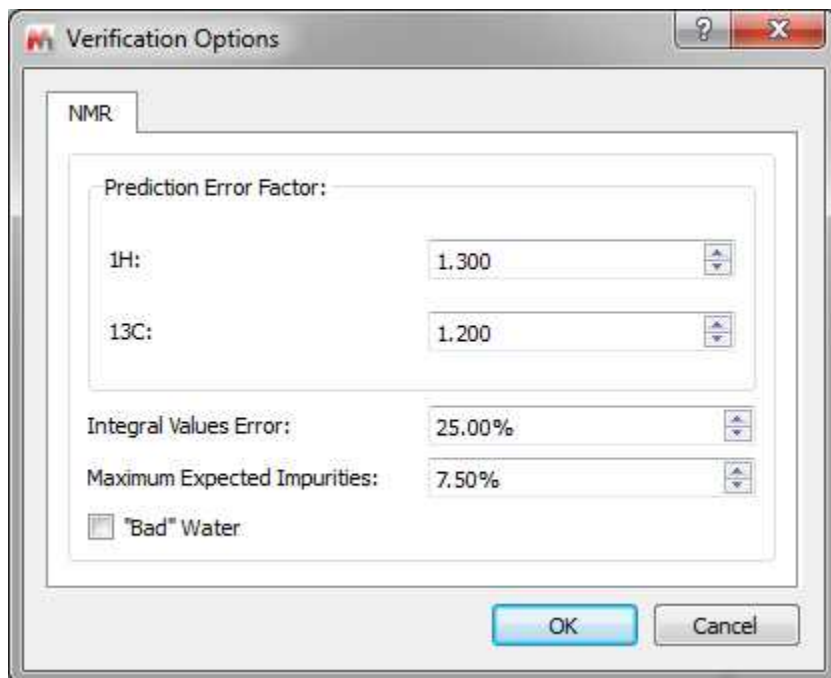 Verification Options
?
NMR
Prediction Error Factor:
1H: 1.300
13C: 1.200
Integral Values Error: 25.00%
Maximum Expected Impurities: 7.50%
"Bad" Water
OK Cancel